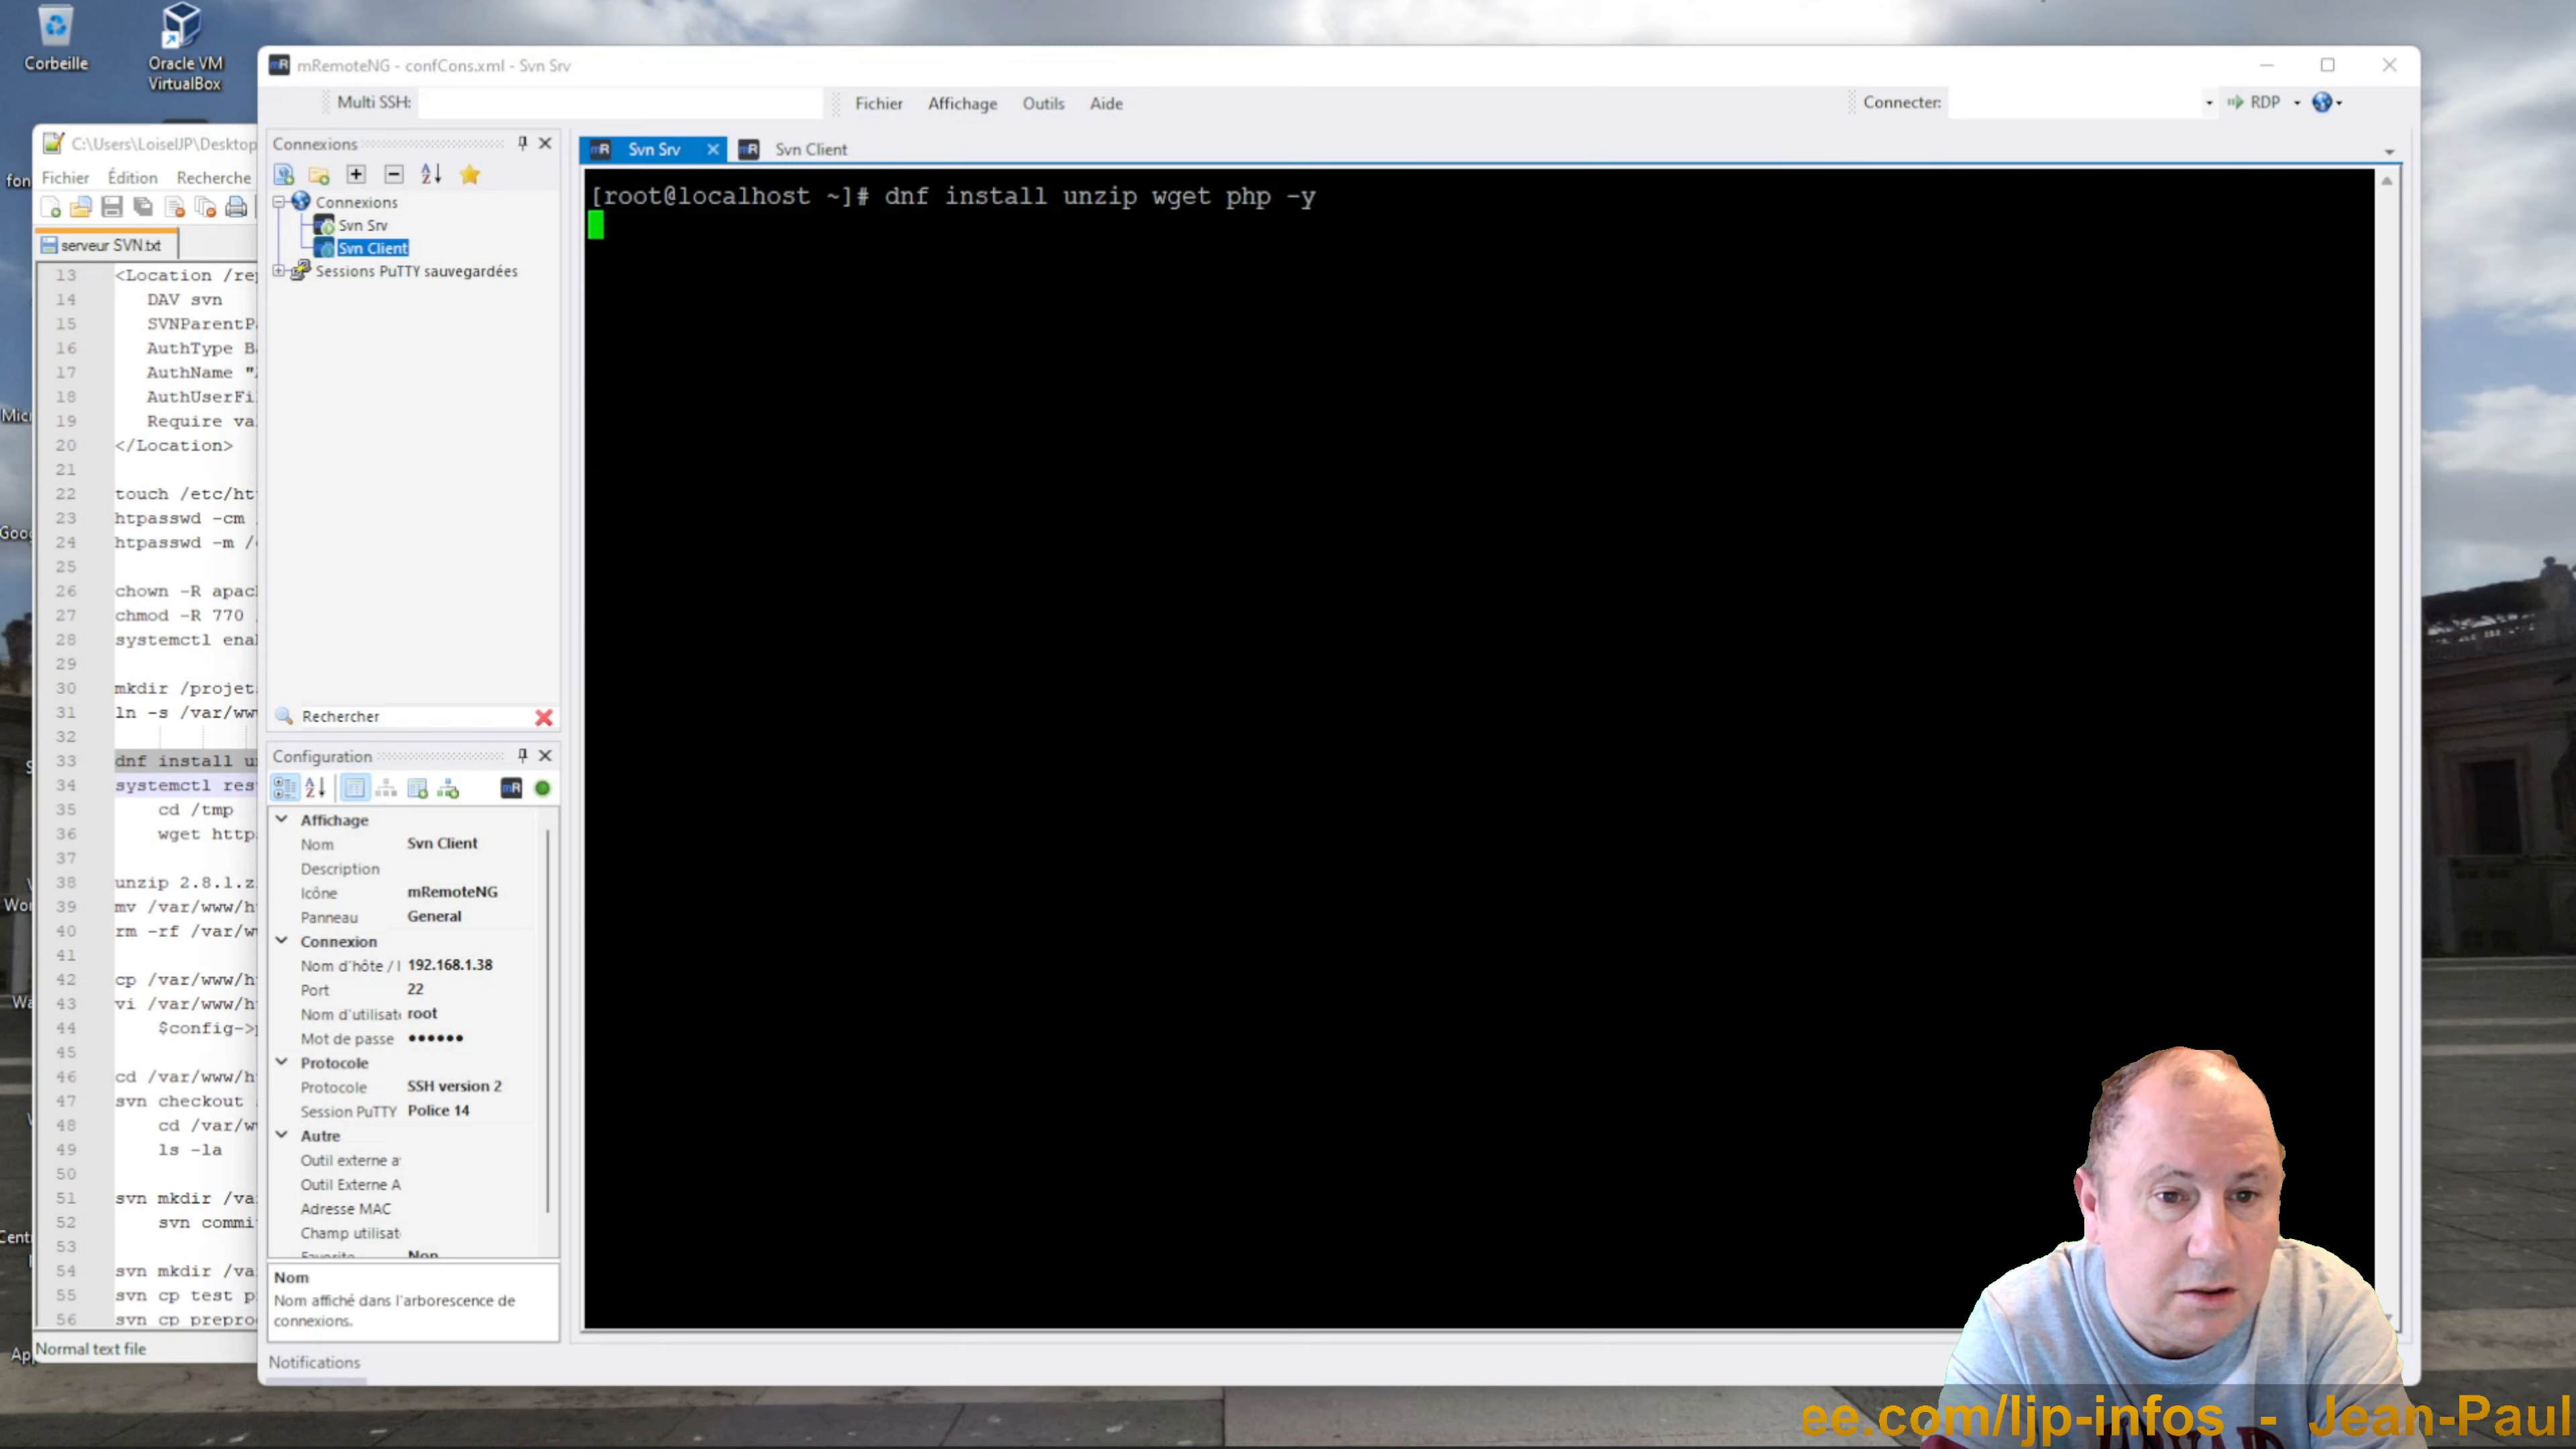 Corbeille
Oracle VM
VirtualBox
mRemoteNG - confCons.xml - Svn Srv
Multi SSH:
Fichier Affichage Outils Aide
Connecter:
RDP
C:\Users\LoiselJP\Desktop
Fichier Édition Recherche
serveur SVN.txt
13 <Location /rep
14 DAV svn
15 SVNParentPa
16 AuthType Ba
17 AuthName "
18 AuthUserFi
19 Require va
20 </Location>
21
22 touch /etc/ht
23 htpasswd -cm
24 htpasswd -m /
25
26 chown -R apac
27 chmod -R 770
28 systemctl ena
29
30 mkdir /projet
31 ln -s /var/ww
32
33 dnf install u
34 systemctl res
35 cd /tmp
36 wget http
37
38 unzip 2.8.1.z
39 mv /var/www/h
40 rm -rf /var/w
41
42 cp /var/www/h
43 vi /var/www/h
44 $config->
45
46 cd /var/www/h
47 svn checkout
48 cd /var/w
49 ls -la
50
51 svn mkdir /va
52 svn commi
53
54 svn mkdir /va
55 svn cp test p
56 svn cp prepro
Normal text file
Connexions
Connexions
Svn Srv
Svn Client
Sessions PuTTY sauvegardées
Rechercher
Configuration
Affichage
Nom Svn Client
Description
Icône mRemoteNG
Panneau General
Connexion
Nom d'hôte / I 192.168.1.38
Port 22
Nom d'utilisat root
Mot de passe ••••••
Protocole
Protocole SSH version 2
Session PuTTY Police 14
Autre
Outil externe a
Outil Externe A
Adresse MAC
Champ utilisat
Favorite Non
Nom
Nom affiché dans l'arborescence de
connexions.
Notifications
Svn Srv
Svn Client
[root@localhost ~]# dnf install unzip wget php -y
ee.com/ljp-infos - Jean-Paul